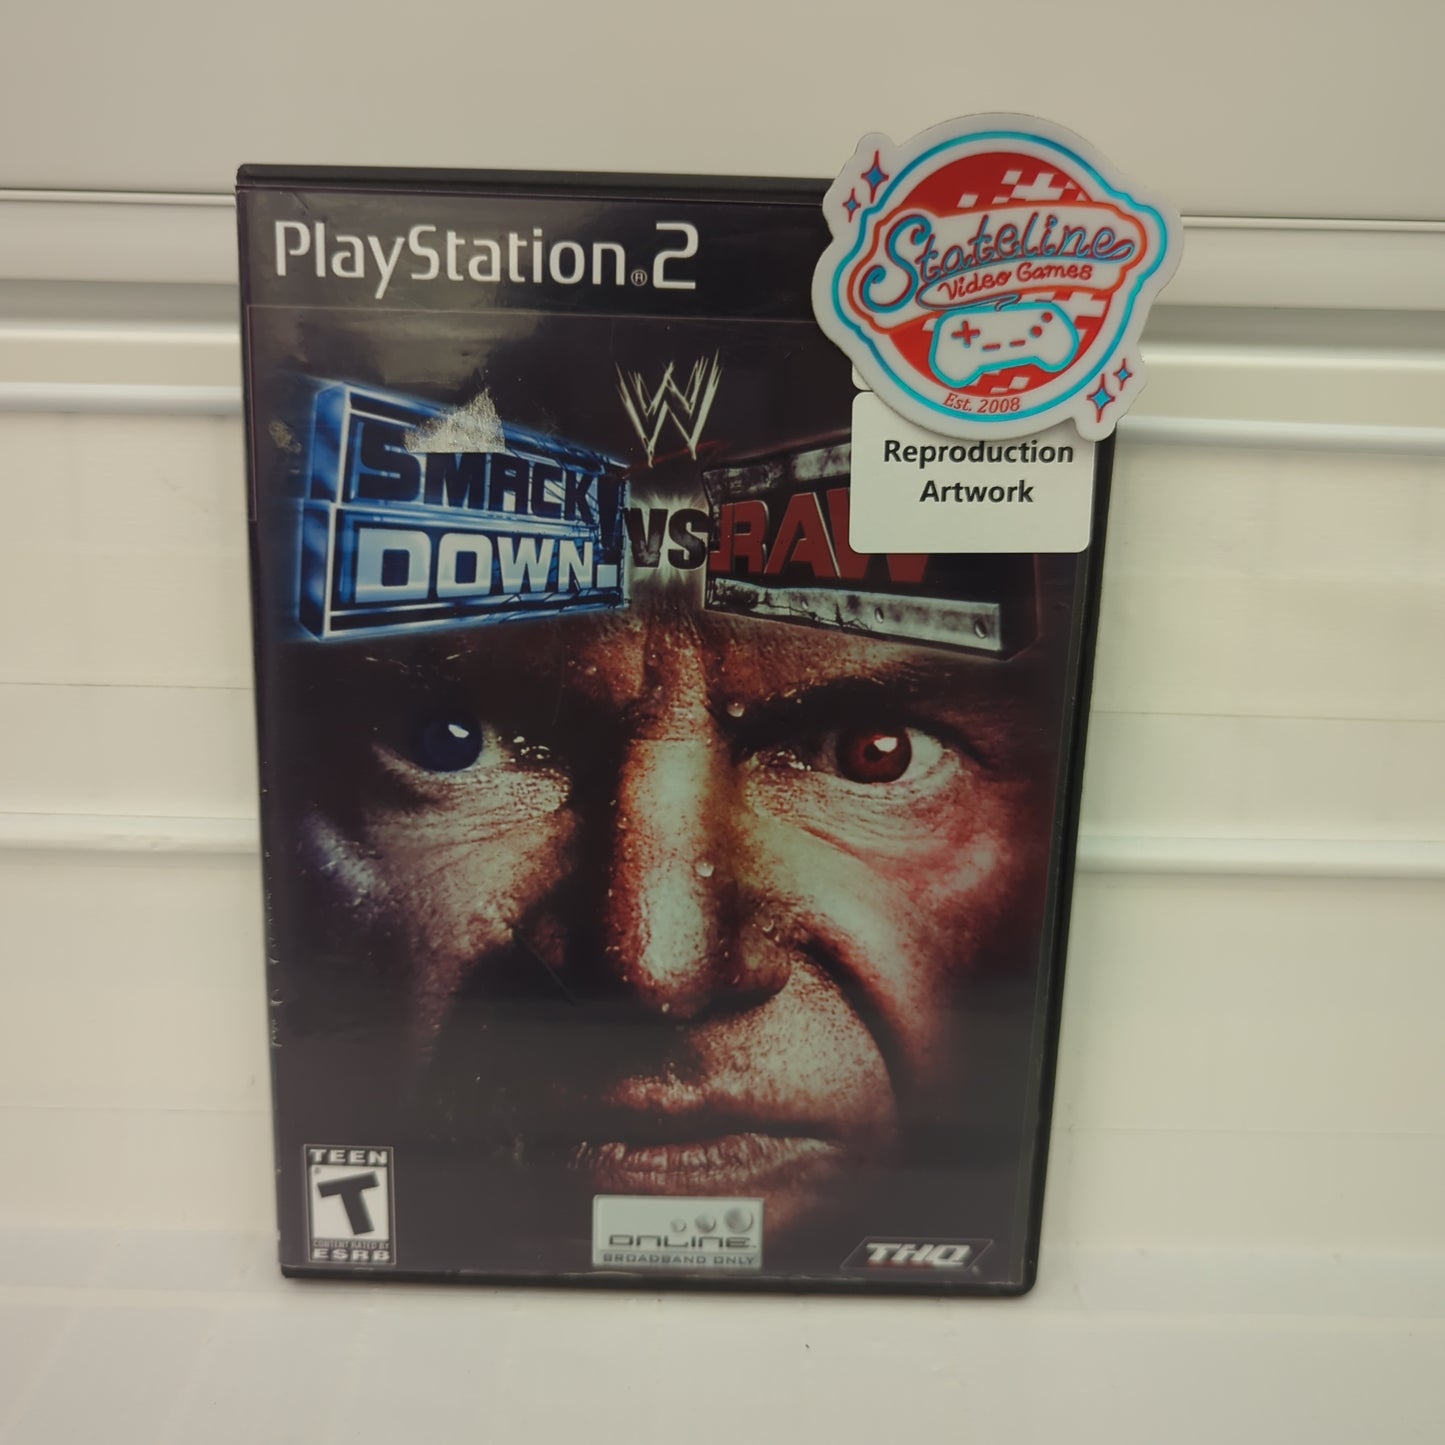 PlayStation®2
Stateline
Video Games
Est. 2008
Reproduction
Artwork
W
SMACK
DOWN!
VS
RAW
TEEN
T
CONTENT RATED BY
ESRB
ONLINE
BROADBAND ONLY
THQ